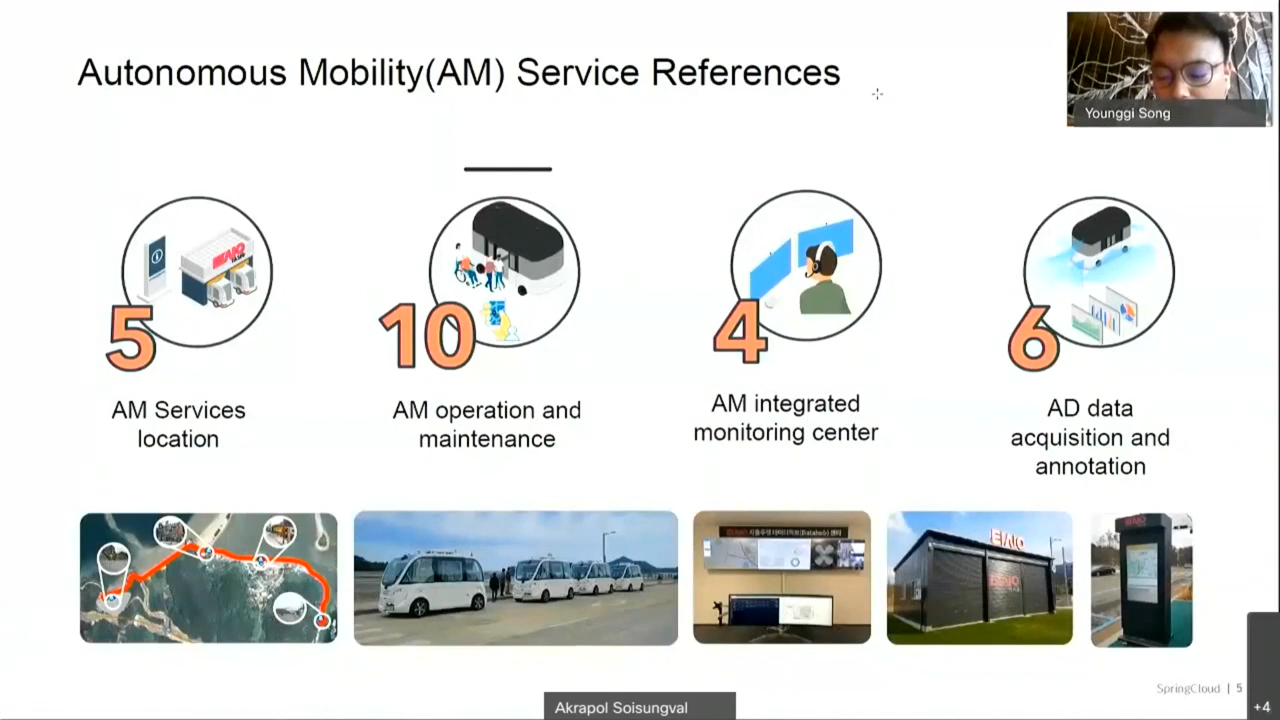 Autonomous Mobility(AM) Service References
Younggi Song
5
AM Services
location
10
AM operation and
maintenance
4
AM integrated
monitoring center
6
AD data
acquisition and
annotation
SpringCloud | 5
Akrapol Soisungval
+4